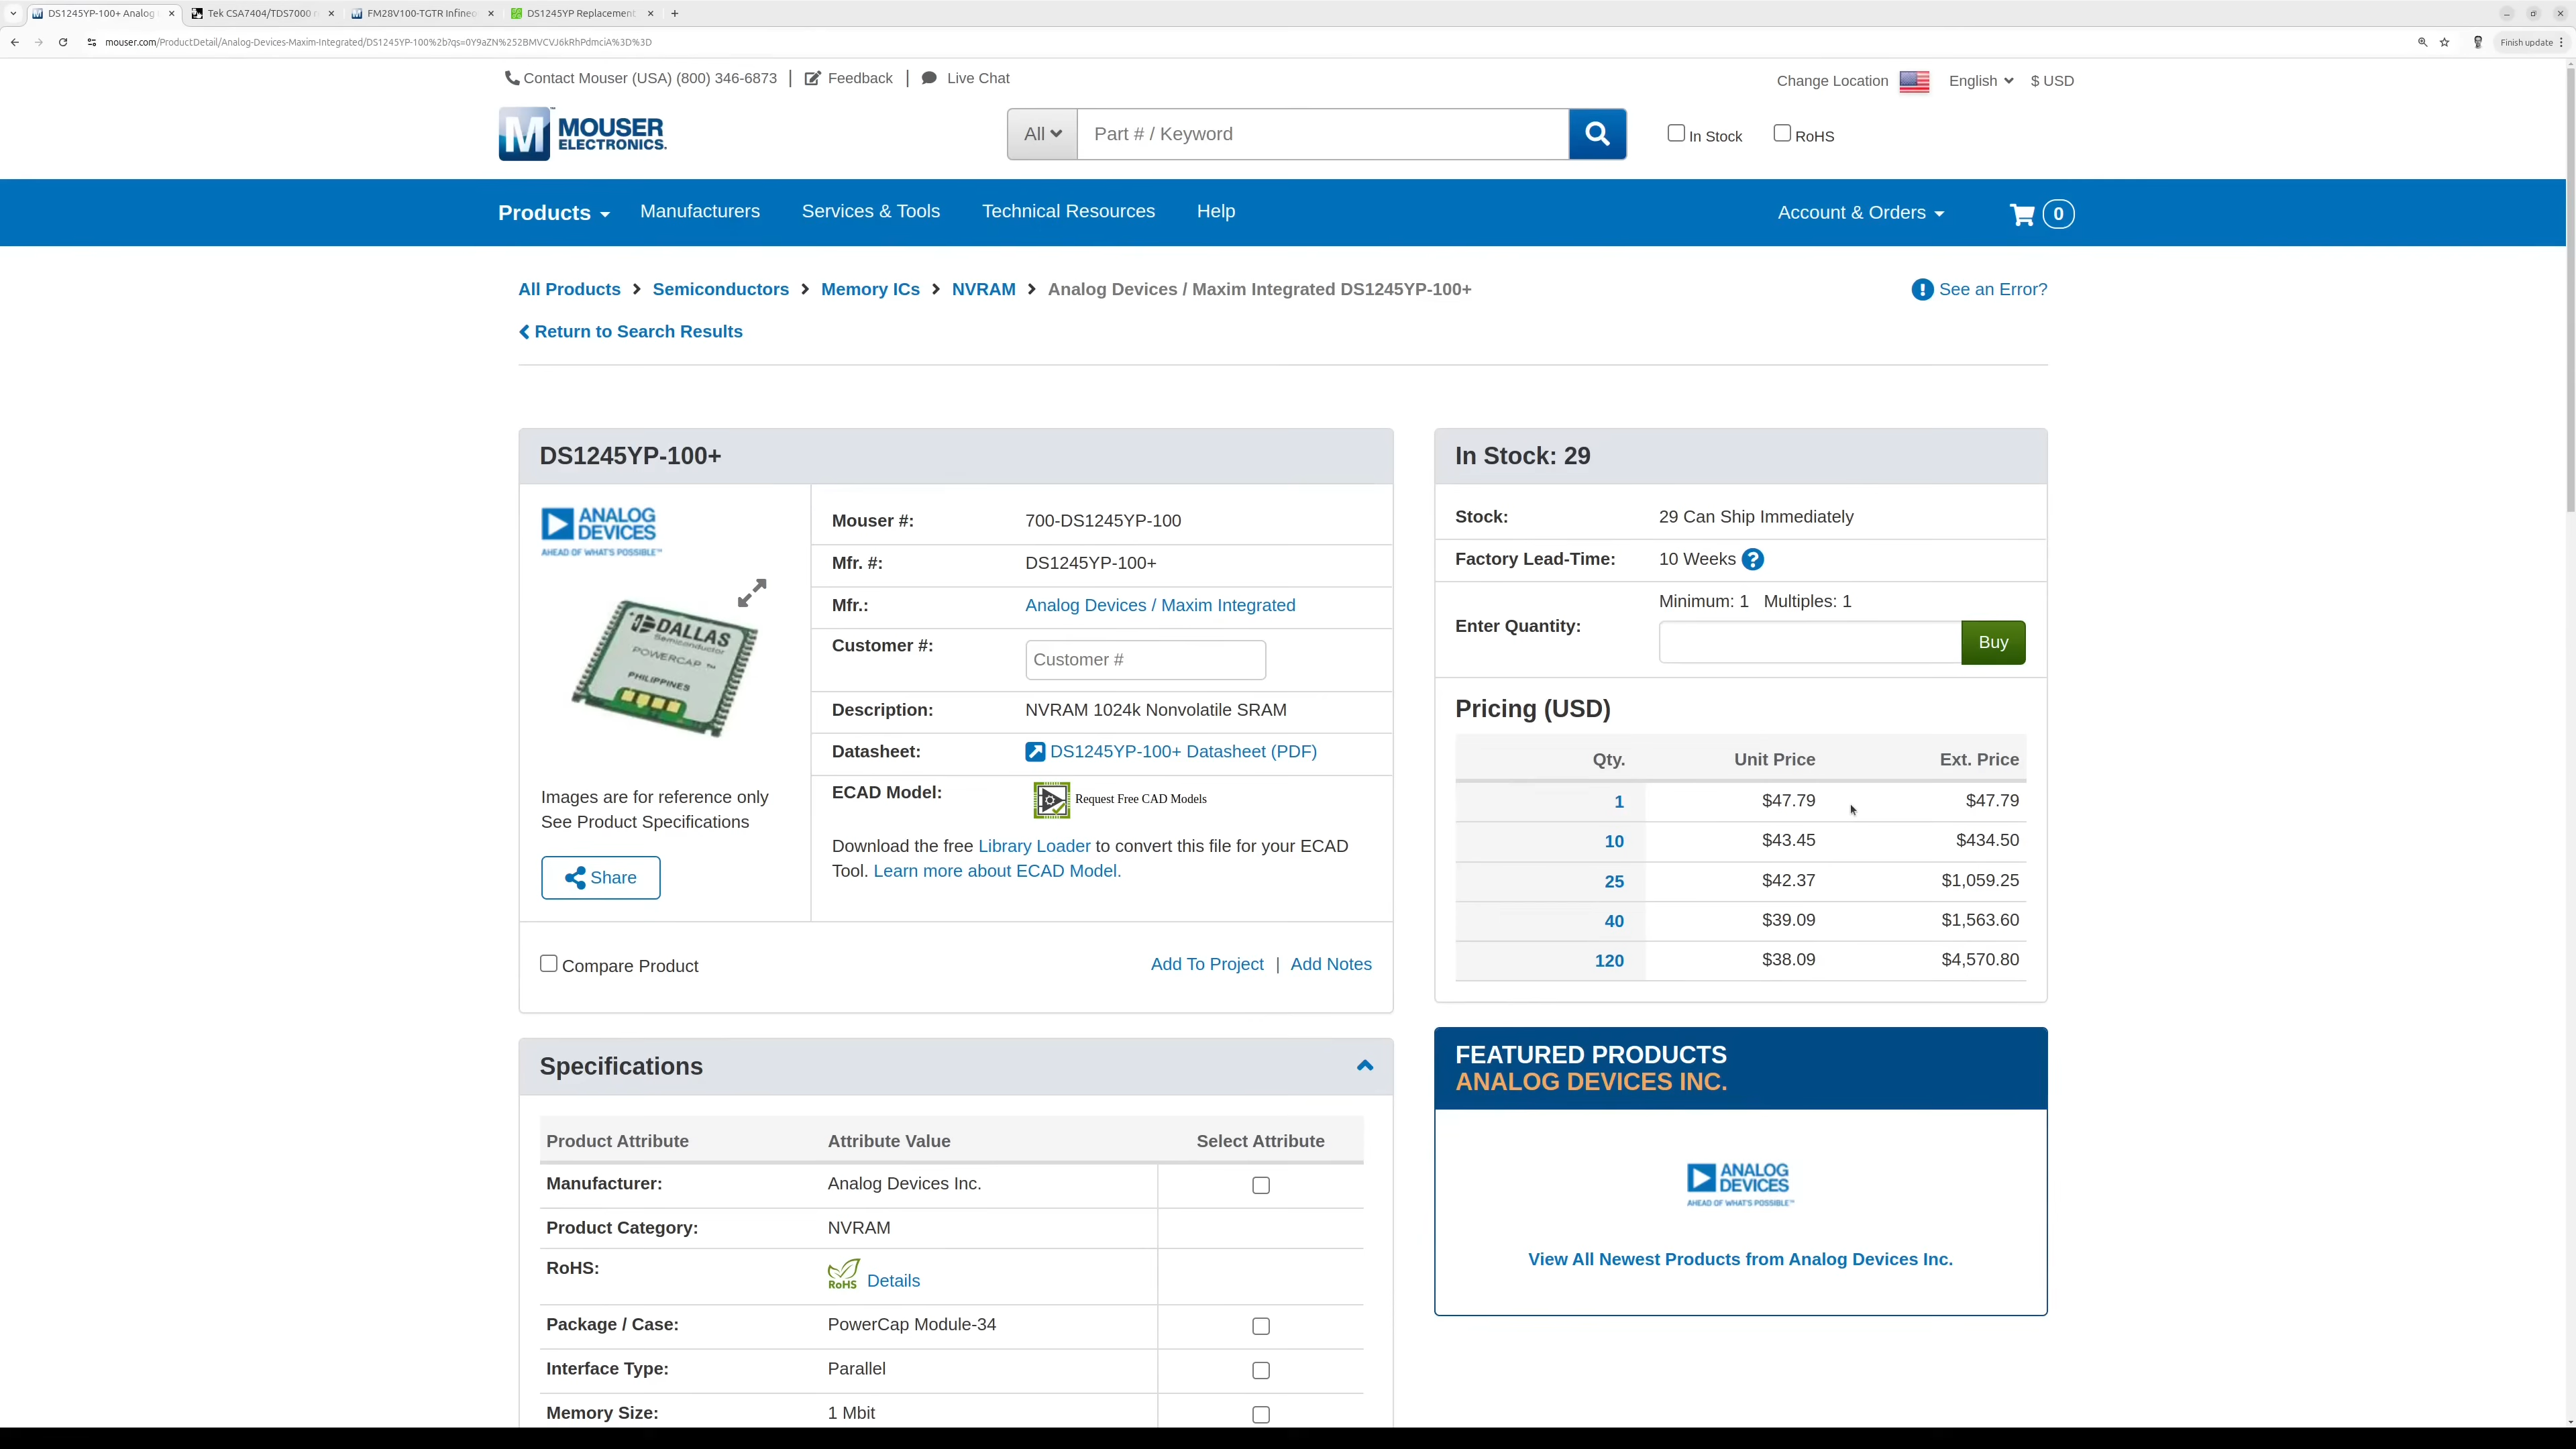 DS1245YP-100+ Analog
Tek CSA7404/TDS7000 n
FM28V100-TGTR Infineo
DS1245YP Replacement
mouser.com/ProductDetail/Analog-Devices-Maxim-Integrated/DS1245YP-100%2b?qs=0Y9aZN%252BMVCVJ6kRhPdmciA%3D%3D
Finish update
Contact Mouser (USA) (800) 346-6873 | Feedback | Live Chat
Change Location English $ USD
MOUSER
ELECTRONICS.
All
Part # / Keyword
In Stock
RoHS
Products Manufacturers Services & Tools Technical Resources Help
Account & Orders 0
All Products > Semiconductors > Memory ICs > NVRAM > Analog Devices / Maxim Integrated DS1245YP-100+
See an Error?
Return to Search Results
DS1245YP-100+
ANALOG
DEVICES
AHEAD OF WHAT'S POSSIBLE™
DALLAS
Semiconductor
POWERCAP ™
PHILIPPINES
Images are for reference only
See Product Specifications
Share
Mouser #: 700-DS1245YP-100
Mfr. #: DS1245YP-100+
Mfr.: Analog Devices / Maxim Integrated
Customer #: Customer #
Description: NVRAM 1024k Nonvolatile SRAM
Datasheet: DS1245YP-100+ Datasheet (PDF)
ECAD Model: Request Free CAD Models
Download the free Library Loader to convert this file for your ECAD
Tool. Learn more about ECAD Model.
Compare Product
Add To Project | Add Notes
In Stock: 29
Stock: 29 Can Ship Immediately
Factory Lead-Time: 10 Weeks ?
Minimum: 1 Multiples: 1
Enter Quantity:
Buy
Pricing (USD)
Qty. Unit Price Ext. Price
1 $47.79 $47.79
10 $43.45 $434.50
25 $42.37 $1,059.25
40 $39.09 $1,563.60
120 $38.09 $4,570.80
Specifications
Product Attribute Attribute Value Select Attribute
Manufacturer: Analog Devices Inc.
Product Category: NVRAM
RoHS: RoHS Details
Package / Case: PowerCap Module-34
Interface Type: Parallel
Memory Size: 1 Mbit
FEATURED PRODUCTS
ANALOG DEVICES INC.
ANALOG
DEVICES
AHEAD OF WHAT'S POSSIBLE™
View All Newest Products from Analog Devices Inc.